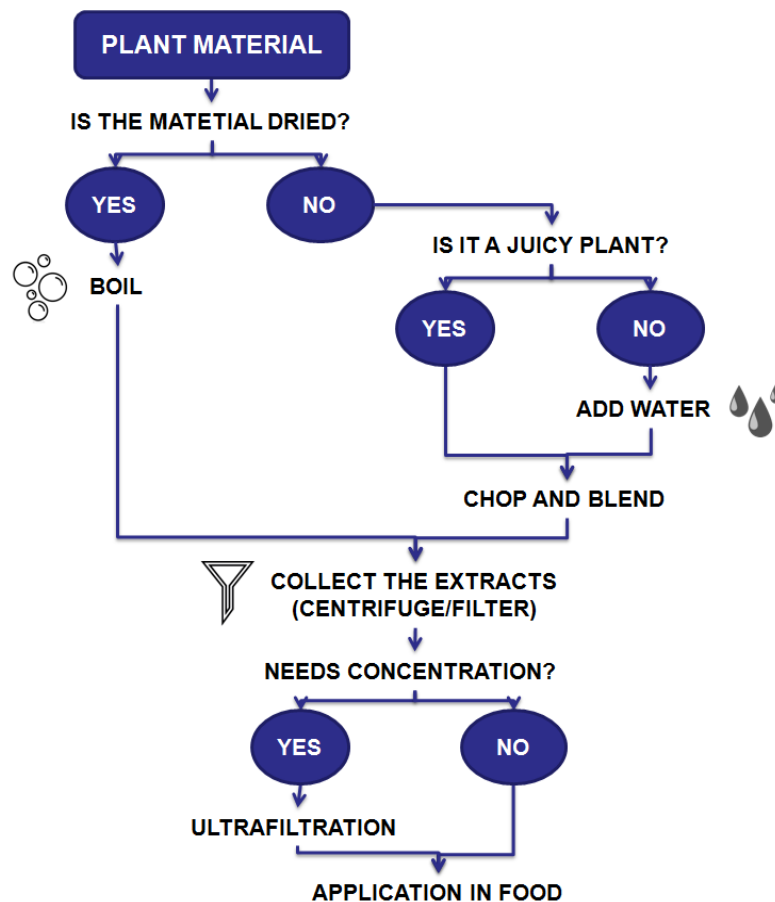 PLANT MATERIAL
IS THE MATETIAL DRIED?
YES
NO
IS IT A JUICY PLANT?
BOIL
YES
NO
ADD WATER
CHOP AND BLEND
COLLECT THE EXTRACTS
(CENTRIFUGE/FILTER)
NEEDS CONCENTRATION?
YES
NO
ULTRAFILTRATION
APPLICATION IN FOOD